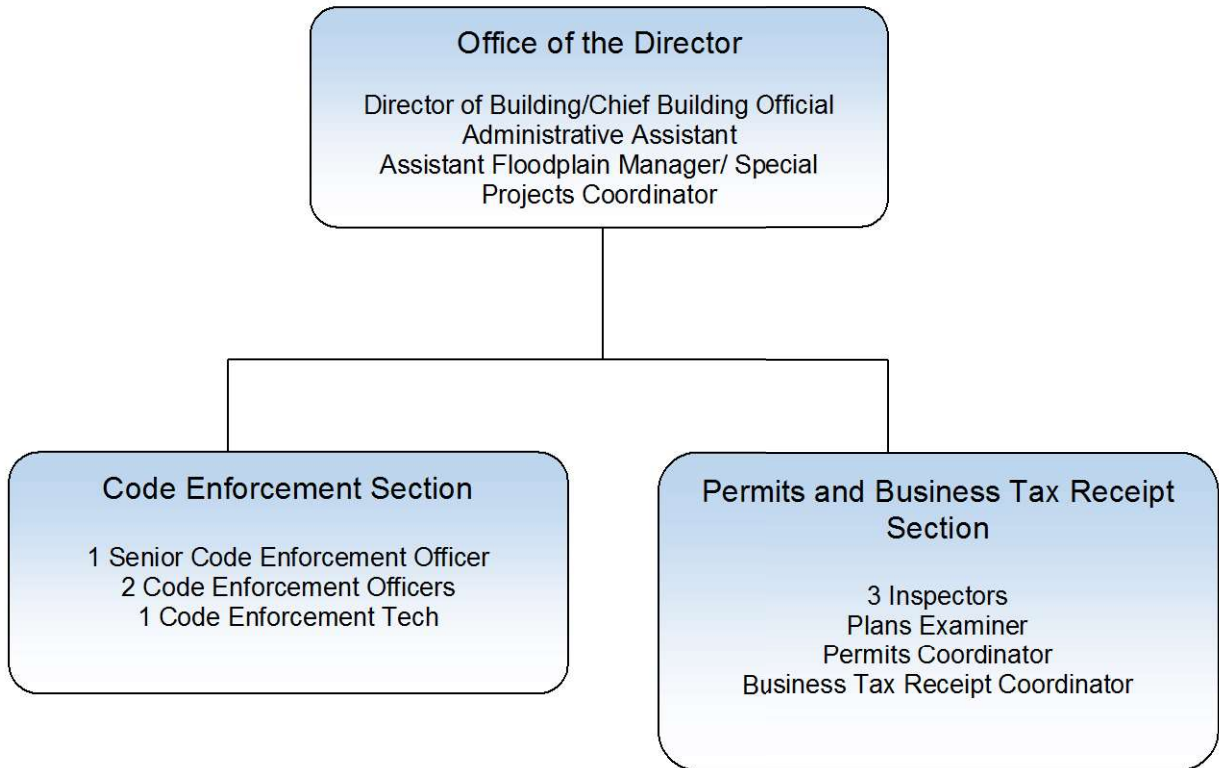 Office of the Director
Director of Building/Chief Building Official
Administrative Assistant
Assistant Floodplain Manager/ Special
Projects Coordinator
Code Enforcement Section
1 Senior Code Enforcement Officer
2 Code Enforcement Officers
1 Code Enforcement Tech
Permits and Business Tax Receipt
Section
3 Inspectors
Plans Examiner
Permits Coordinator
Business Tax Receipt Coordinator